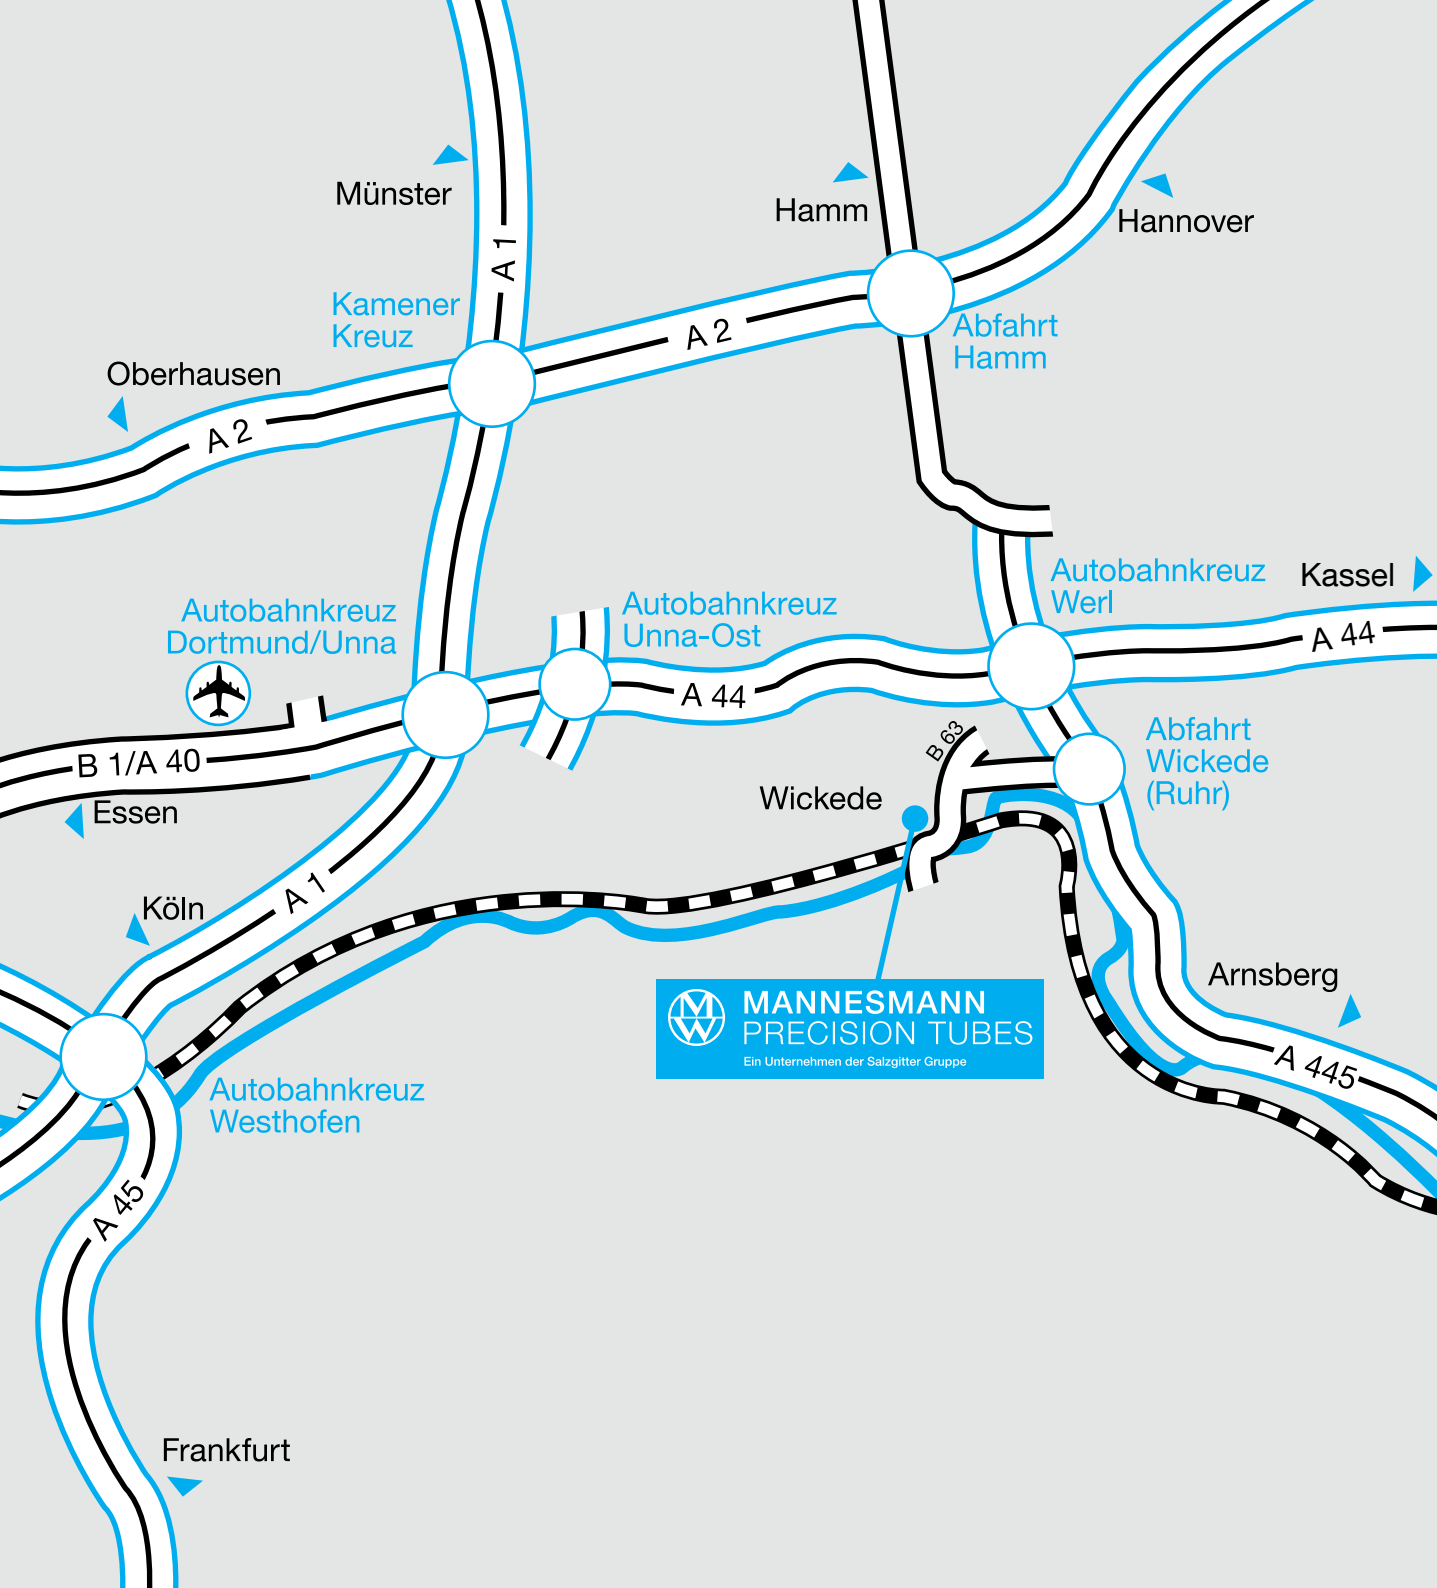 Münster
Hamm
Hannover
A 1
Kamener
Kreuz
A 2
Abfahrt
Hamm
Oberhausen
A 2
Autobahnkreuz
Werl
Kassel
Autobahnkreuz
Dortmund/Unna
Autobahnkreuz
Unna-Ost
A 44
A 44
B 1/A 40
Essen
B 63
Abfahrt
Wickede
(Ruhr)
Wickede
A 1
Köln
Arnsberg
MANNESMANN
PRECISION TUBES
Ein Unternehmen der Salzgitter Gruppe
A 445
Autobahnkreuz
Westhofen
A 45
Frankfurt